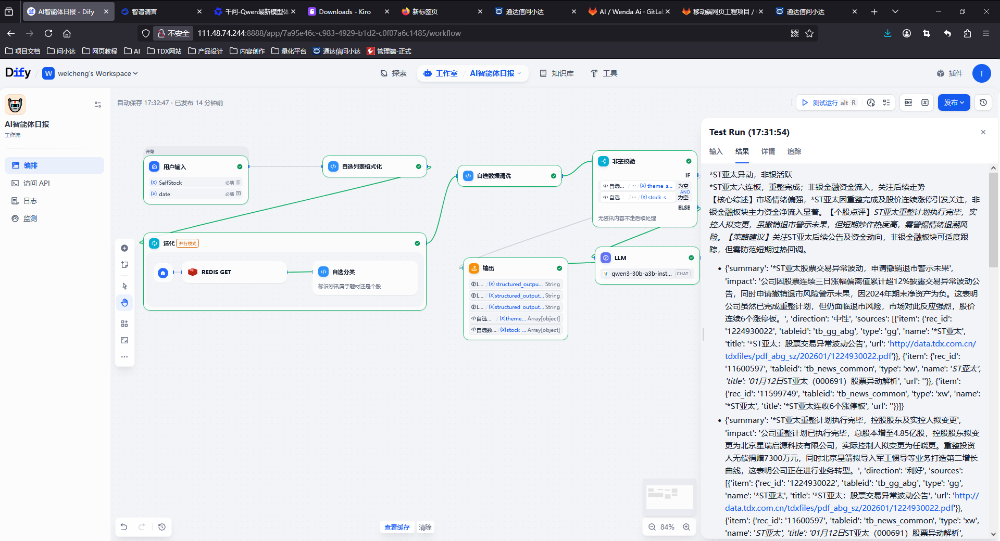 AI智能体日报 - Dify
智谱清言
千问-Qwen最新模型体
Downloads - Kiro
新标签页
通达信问小达
AI / Wenda Ai · GitLab
移动端网页工程项目 /
通达信问小达
不安全
111.48.74.244:8888/app/7a95e46c-c983-4929-b1d2-c0f07a6c1485/workflow
项目文档
问小达
网页教程
AI
TDX网站
产品设计
内容创作
量化平台
通达信问小达
管理端-正式
Dify
/
W
weicheng's Workspace
探索
工作室
/
AI智能体日报
知识库
工具
插件
T
AI智能体日报
工作流
编排
访问 API
日志
监测
自动保存 17:32:47 · 已发布 14 分钟前
测试运行 alt R
ENV
发布
开始
用户输入
{x} SelfStock 必填
{x} date 必填
自选列表格式化
迭代 并行模式
REDIS GET
自选分类
标识资讯属于题材还是个股
自选数据清洗
非空校验
IF
自选... / ··· / {x} theme_s... 为空
AND
自选... / ··· / {x} stock_s... 为空
ELSE
无资讯内容不走后续处理
LLM
qwen3-30b-a3b-inst... CHAT
输出
L... / {x}structured_outpu... String
L... / {x}structured_output... String
L... / {x}structured_output... String
自选... / {x}theme... Array[object]
自选数... / {x}stock_... Array[object]
查看缓存
清除
84%
Test Run (17:31:54)
输入
结果
详情
追踪
*ST亚太异动，非银活跃
*ST亚太六连板，重整完成；非银金融资金流入，关注后续走势
【核心综述】市场情绪偏强，*ST亚太因重整完成及股价连续涨停引发关注，非
银金融板块主力资金净流入显著。【个股点评】ST亚太重整计划执行完毕，实
控人拟变更，虽撤销退市警示未果，但短期炒作热度高，需警惕情绪退潮风
险。【策略建议】关注ST亚太后续公告及资金动向，非银金融板块可适度跟
踪，但需防范短期过热回调。
• {'summary': '*ST亚太股票交易异常波动，申请撤销退市警示未果',
'impact': '公司因股票连续三日涨幅偏离值累计超12%披露交易异常波动公
告，同时申请撤销退市风险警示未果，因2024年期末净资产为负。这表明
公司虽然已完成重整计划，但仍面临退市风险，市场对此反应强烈，股价
连续6个涨停板。', 'direction': '中性', 'sources': [{'item': {'rec_id':
'1224930022', 'tableid': 'tb_gg_abg', 'type': 'gg', 'name': '*ST亚太',
'title': '*ST亚太：股票交易异常波动公告', 'url': 'http://data.tdx.com.cn/
tdxfiles/pdf_abg_sz/202601/1224930022.pdf'}}, {'item': {'rec_id':
'11600597', 'tableid': 'tb_news_common', 'type': 'xw', 'name': 'ST亚太',
'title': '01月12日ST亚太（000691）股票异动解析', 'url': ''}}, {'item':
{'rec_id': '11599749', 'tableid': 'tb_news_common', 'type': 'xw', 'name':
'*ST亚太', 'title': '*ST亚太连收6个涨停板', 'url': ''}}]}
• {'summary': '*ST亚太重整计划执行完毕，控股股东及实控人拟变更',
'impact': '公司重整计划已执行完毕，总股本增至4.85亿股，控股股东拟变
更为北京星瑞启源科技有限公司，实际控制人拟变更为任晓更。重整投资
人无偿捐赠7300万元，同时北京星箭拟导入军工惯导等业务打造第二增长
曲线，这表明公司正在进行业务转型。', 'direction': '利好', 'sources':
[{'item': {'rec_id': '1224930022', 'tableid': 'tb_gg_abg', 'type': 'gg',
'name': '*ST亚太', 'title': '*ST亚太：股票交易异常波动公告', 'url': 'http://
data.tdx.com.cn/tdxfiles/pdf_abg_sz/202601/1224930022.pdf'}},
{'item': {'rec_id': '11600597', 'tableid': 'tb_news_common', 'type': 'xw',
'name': 'ST亚太', 'title': '01月12日ST亚太（000691）股票异动解析',